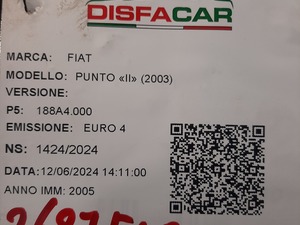 DISFACAR
MARCA: FIAT
MODELLO: PUNTO «II» (2003)
VERSIONE:
P5: 188A4.000
EMISSIONE: EURO 4
NS: 1424/2024
DATA:12/06/2024 14:11:00
ANNO IMM: 2005